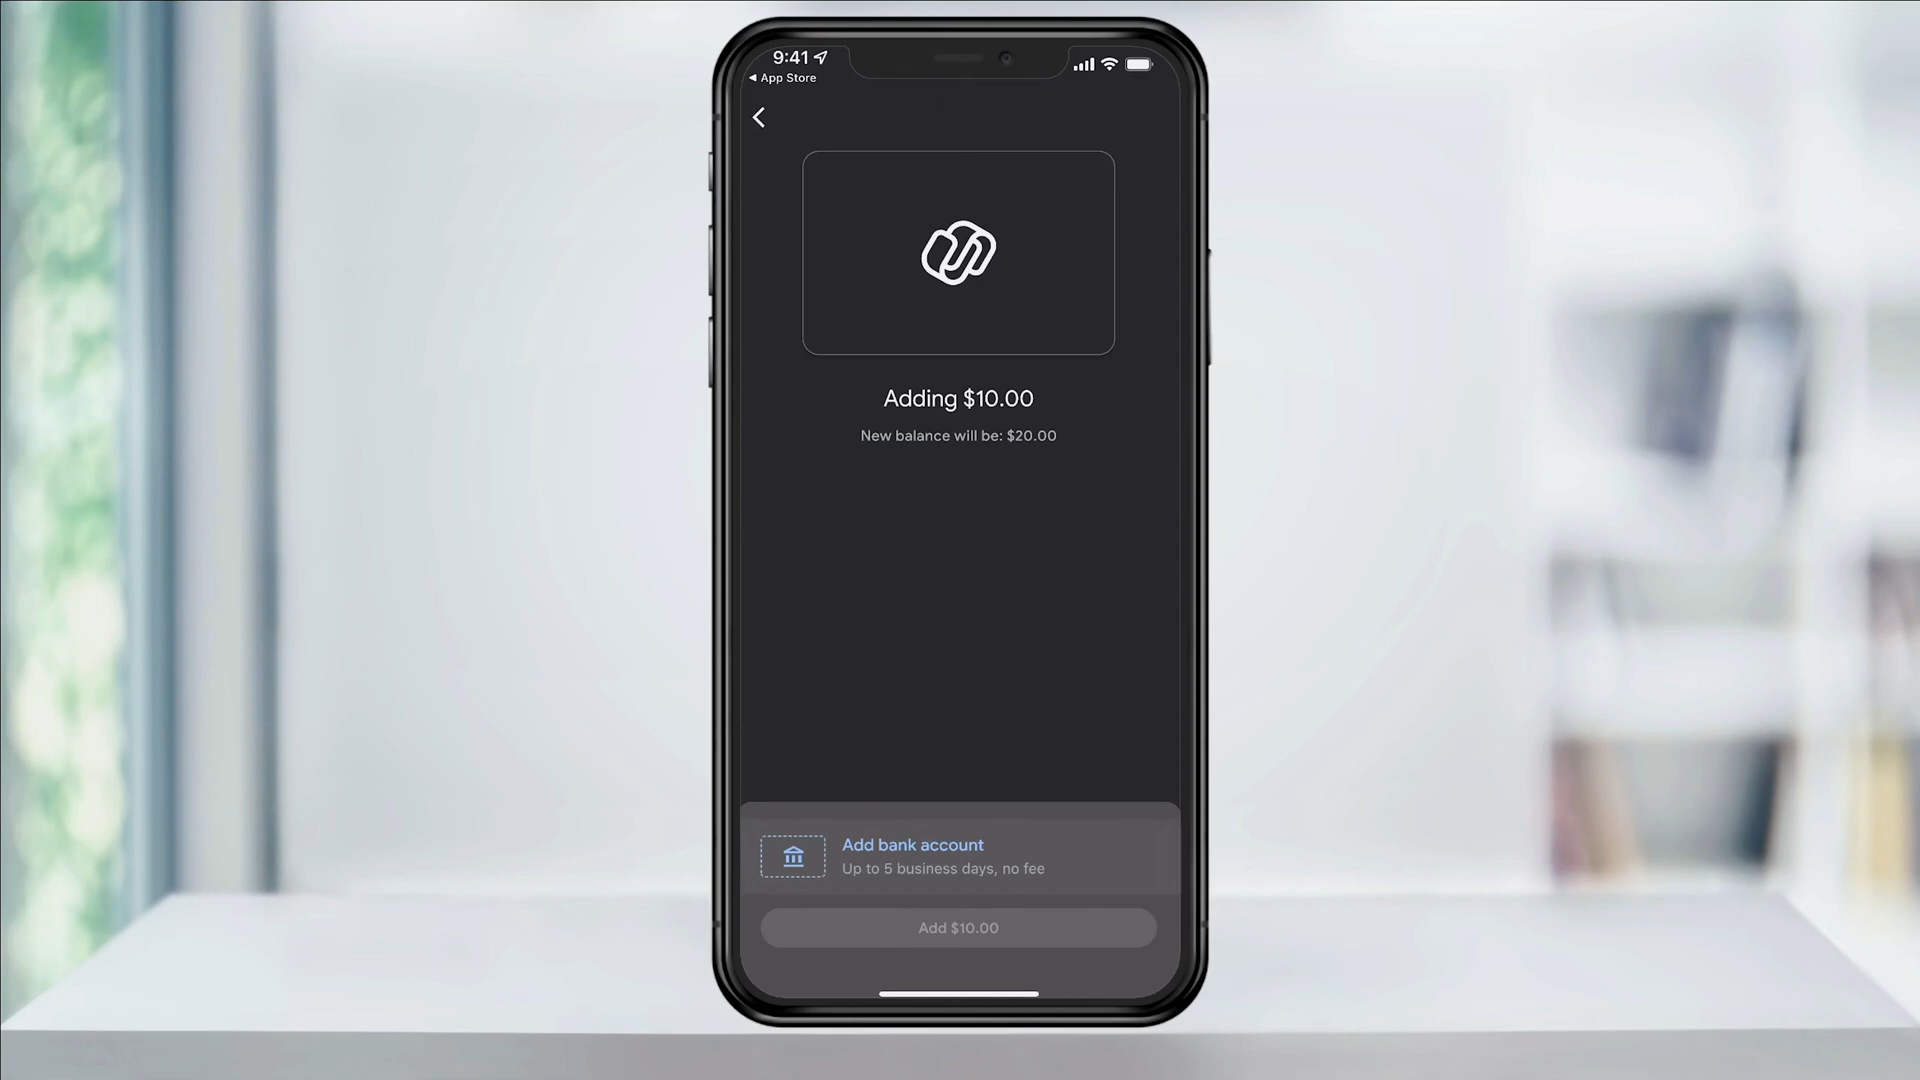 9:41
App Store
Adding $10.00
New balance will be: $20.00
Add bank account
Up to 5 business days, no fee
Add $10.00